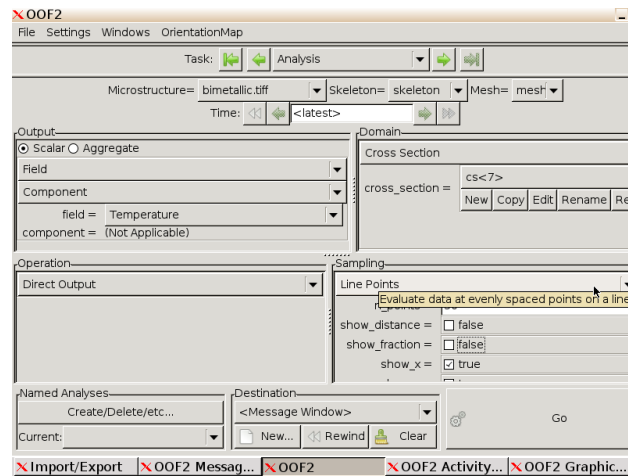 OOF2
File Settings Windows OrientationMap
Task: Analysis
Microstructure= bimetallic.tiff Skeleton= skeleton Mesh= mesh
Time: <latest>
Output
Scalar Aggregate
Field
Component
field = Temperature
component = (Not Applicable)
Domain
Cross Section
cross_section = cs<7>
New Copy Edit Rename Re
Operation
Direct Output
Sampling
Line Points
Evaluate data at evenly spaced points on a line
show_distance = false
show_fraction = false
show_x = true
Named Analyses
Create/Delete/etc...
Current:
Destination
<Message Window>
New... Rewind Clear
Go
Import/Export OOF2 Messag... OOF2 OOF2 Activity... OOF2 Graphic...